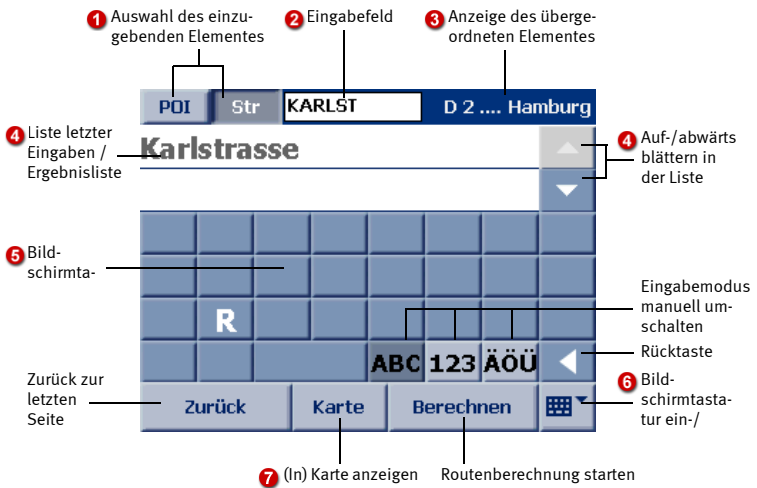 1 Auswahl des einzu-
gebenden Elementes
2 Eingabefeld
3 Anzeige des überge-
ordneten Elementes
POI Str KARLST D 2 .... Hamburg
4 Liste letzter
Eingaben /
Ergebnisliste
Karlstrasse
4 Auf-/abwärts
blättern in
der Liste
5 Bild-
schirmta-
R
Eingabemodus
manuell um-
schalten
ABC 123 ÄÖÜ
Rücktaste
Zurück zur
letzten
Seite
Zurück Karte Berechnen
6 Bild-
schirmtasta-
tur ein-/
7 (In) Karte anzeigen
Routenberechnung starten